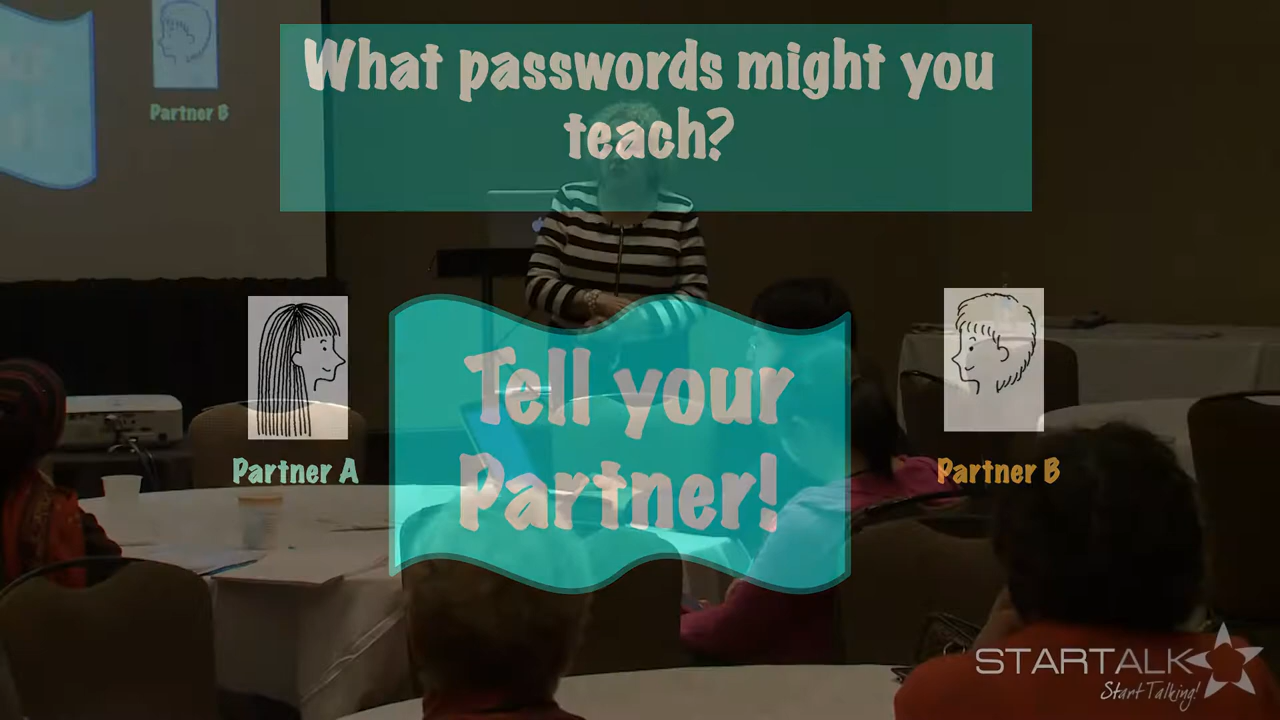 What passwords might you
teach?
Partner B
Tell your
Partner!
Partner A
Partner B
STARTALK
Start Talking!